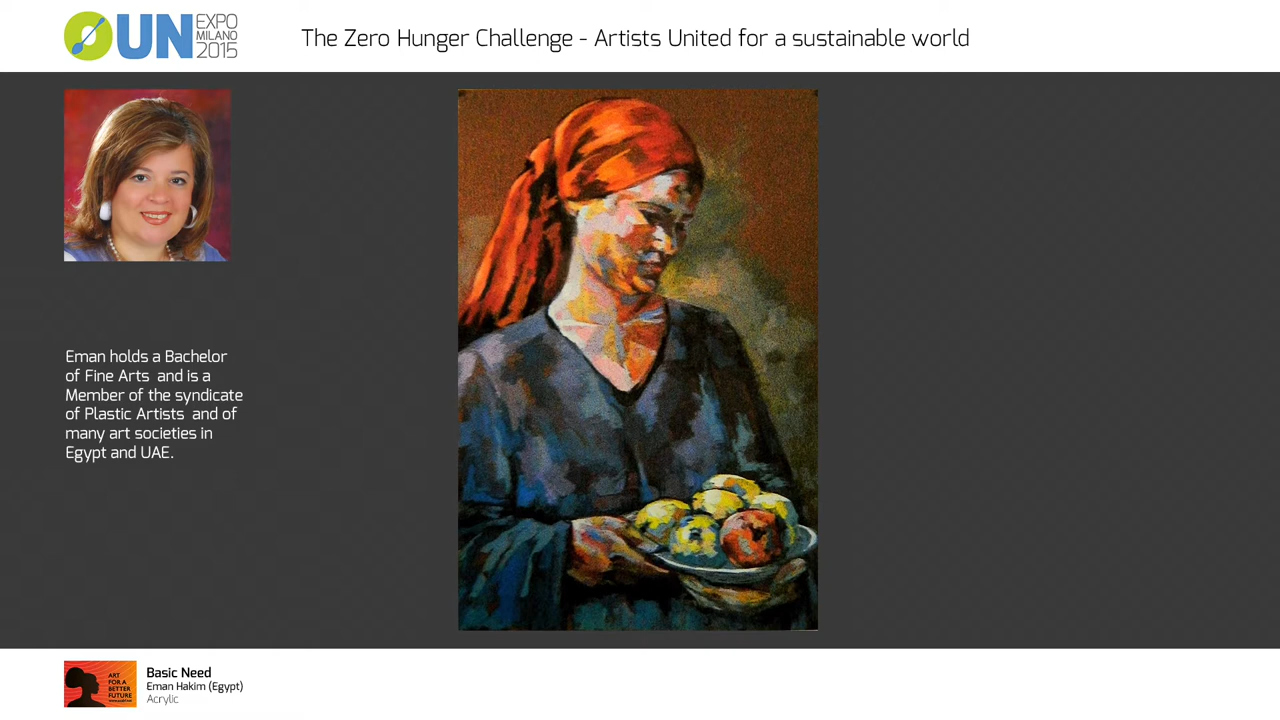 UN EXPO MILANO 2015
The Zero Hunger Challenge - Artists United for a sustainable world
Eman holds a Bachelor
of Fine Arts and is a
Member of the syndicate
of Plastic Artists and of
many art societies in
Egypt and UAE.
ART
FOR A
BETTER
FUTURE
Basic Need
Eman Hakim (Egypt)
Acrylic